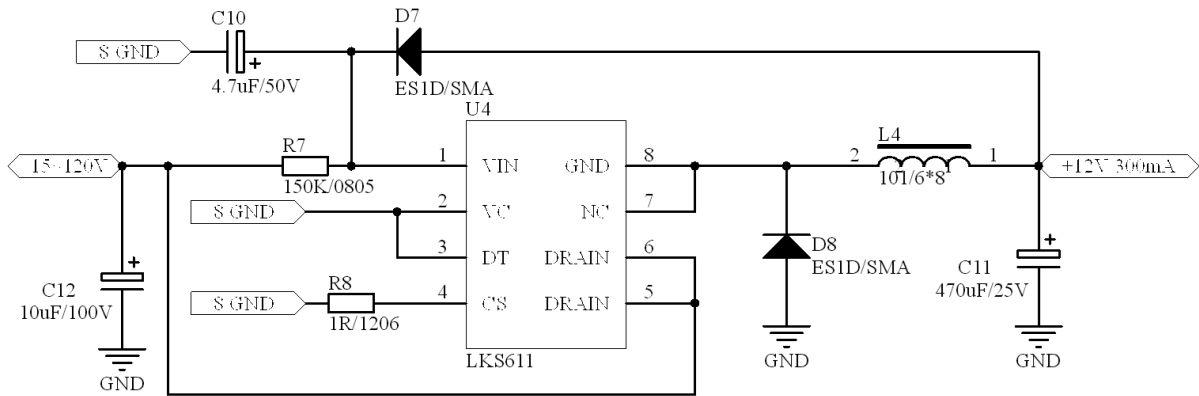 C10
D7
S GND
4.7uF/50V
ES1D/SMA
U4
15~120V
R7
150K/0805
1
VIN
GND
8
L4
2
1
101/6*8
+12V 300mA
S GND
2
VC
NC
7
3
DT
DRAIN
6
D8
ES1D/SMA
C11
470uF/25V
C12
10uF/100V
S GND
R8
1R/1206
4
CS
DRAIN
5
GND
LKS611
GND
GND